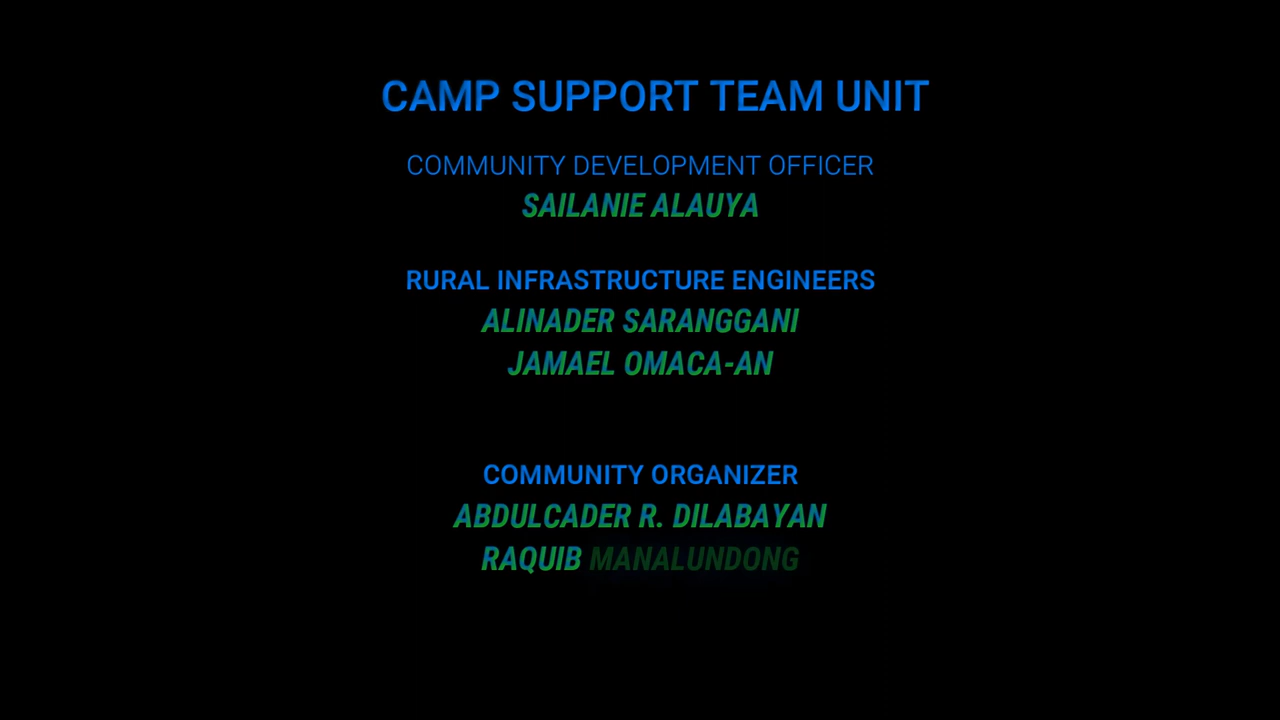 CAMP SUPPORT TEAM UNIT
COMMUNITY DEVELOPMENT OFFICER
SAILANIE ALAUYA
RURAL INFRASTRUCTURE ENGINEERS
ALINADER SARANGGANI
JAMAEL OMACA-AN
COMMUNITY ORGANIZER
ABDULCADER R. DILABAYAN
RAQUIB MANALUNDONG